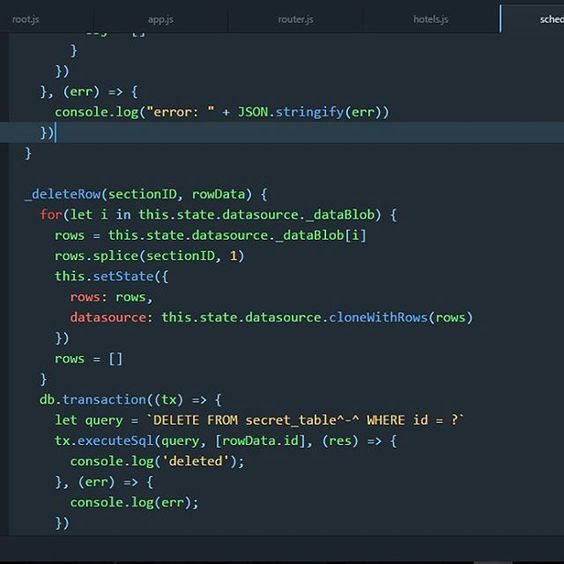 root.js
app.js
router.js
hotels.js
sched
= []
}
})
}, (err) => {
console.log("error: " + JSON.stringify(err))
})
}
_deleteRow(sectionID, rowData) {
for(let i in this.state.datasource._dataBlob) {
rows = this.state.datasource._dataBlob[i]
rows.splice(sectionID, 1)
this.setState({
rows: rows,
datasource: this.state.datasource.cloneWithRows(rows)
})
rows = []
}
db.transaction((tx) => {
let query = `DELETE FROM secret_table^-^ WHERE id = ?`
tx.executeSql(query, [rowData.id], (res) => {
console.log('deleted');
}, (err) => {
console.log(err);
})